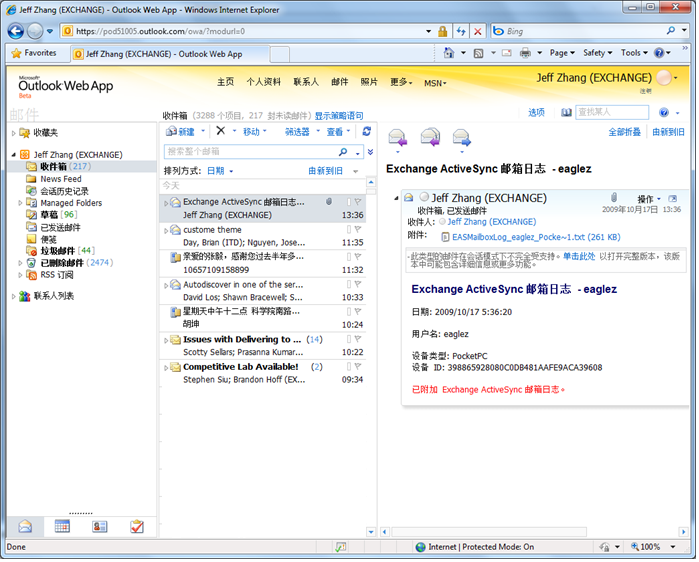 Jeff Zhang (EXCHANGE) - Outlook Web App - Windows Internet Explorer
https://pod51005.outlook.com/owa/?modurl=0
Bing
Favorites
Jeff Zhang (EXCHANGE) - Outlook Web App
Page
Safety
Tools
Microsoft
Outlook Web App
Beta
主页 个人资料 联系人 邮件 照片 更多 MSN
Jeff Zhang (EXCHANGE)
注销
邮件
收件箱 (3288 个项目, 217 封未读邮件) 显示策略语句
选项
查找某人
收藏夹
Jeff Zhang (EXCHANGE)
收件箱 (217)
News Feed
会话历史记录
Managed Folders
草稿 [96]
已发送邮件
便笺
垃圾邮件 [44]
已删除邮件 (2474)
RSS 订阅
联系人列表
新建 移动 筛选器 查看
搜索整个邮箱
排列方式: 日期 由新到旧
今天
Exchange ActiveSync 邮箱日志...
Jeff Zhang (EXCHANGE) 13:36
custome theme
Day, Brian (ITD); Nguyen, Jose... 11:35
亲爱的张毅，感谢您过去半年多...
10657109158899 11:32
Autodiscover in one of the ser...
David Los; Shawn Bracewell; S... 10:33
星期天中午十二点 科学院南路...
胡坤 10:24
Issues with Delivering to ... (14)
Scotty Sellars; Prasanna Kumar... 10:22
Competitive Lab Available! (2)
Stephen Siu; Brandon Hoff (EX... 09:34
全部折叠 由新到旧
Exchange ActiveSync 邮箱日志 - eaglez
Jeff Zhang (EXCHANGE)
操作
收件箱, 已发送邮件
2009年10月17日 13:36
收件人: Jeff Zhang (EXCHANGE)
附件: EASMailboxLog_eaglez_Pocke~1.txt (261 KB)
此类型的邮件在会话模式下不完全受支持。单击此处 以打开完整版本，该版
本中可能包含详细信息或更多功能。
Exchange ActiveSync 邮箱日志 - eaglez
日期: 2009/10/17 5:36:20
用户名: eaglez
设备类型: PocketPC
设备 ID: 398865928080C0DB481AAFE9ACA39608
已附加 Exchange ActiveSync 邮箱日志。
Done
Internet | Protected Mode: On
100%